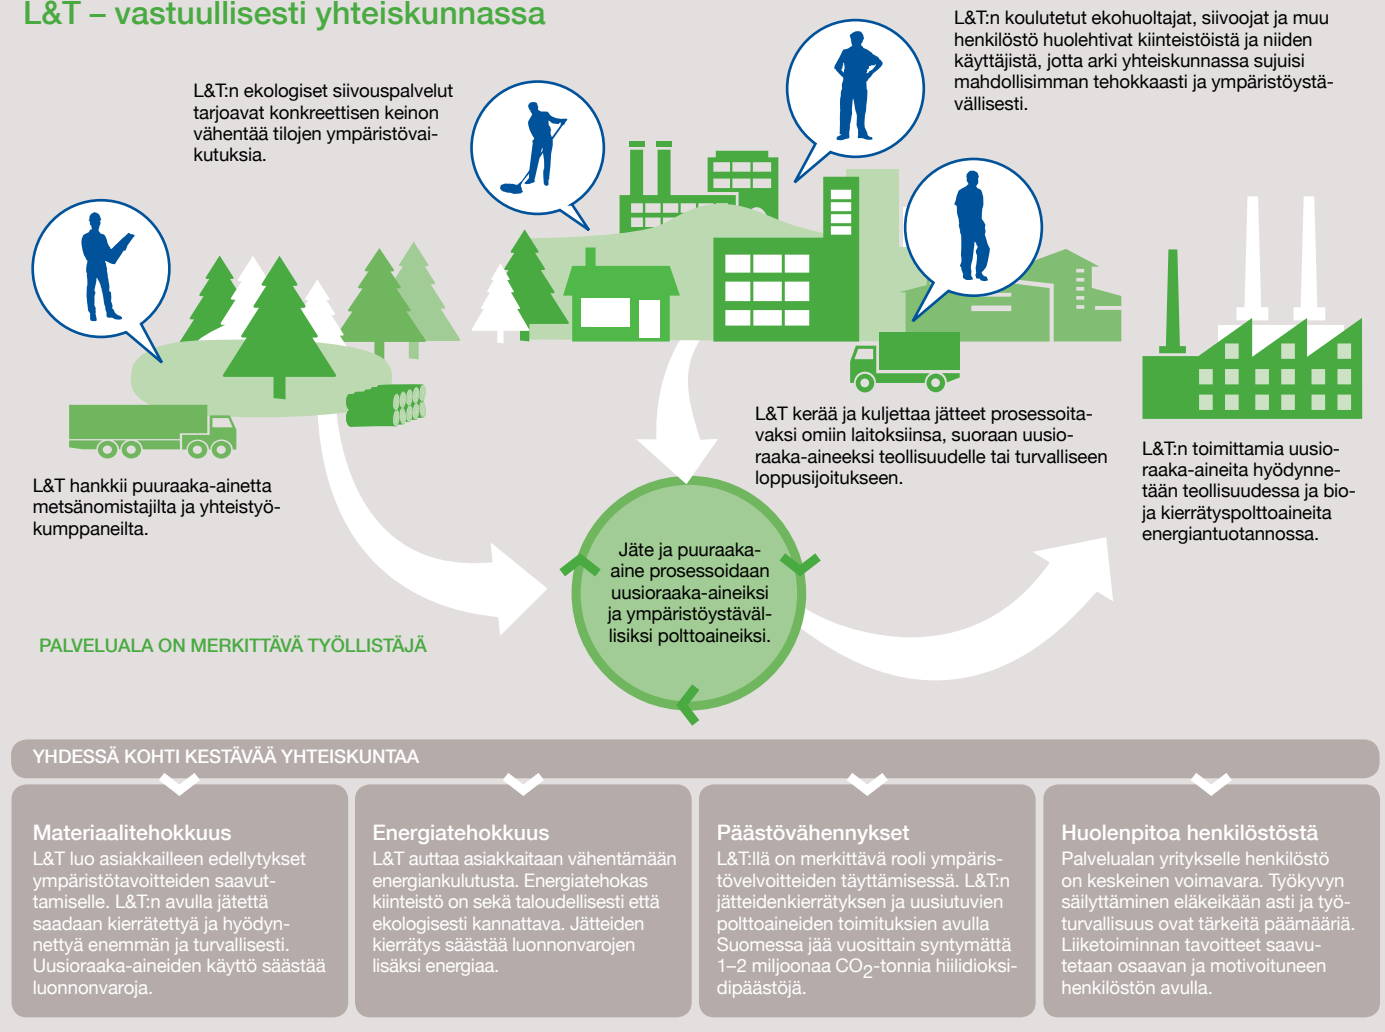 L&T – vastuullisesti yhteiskunnassa
L&T:n koulutetut ekohuoltajat, siivoojat ja muu
henkilöstö huolehtivat kiinteistöistä ja niiden
käyttäjistä, jotta arki yhteiskunnassa sujuisi
mahdollisimman tehokkaasti ja ympäristöystä-
vällisesti.
L&T:n ekologiset siivouspalvelut
tarjoavat konkreettisen keinon
vähentää tilojen ympäristövai-
kutuksia.
L&T kerää ja kuljettaa jätteet prosessoita-
vaksi omiin laitoksiinsa, suoraan uusio-
raaka-aineeksi teollisuudelle tai turvalliseen
loppusijoitukseen.
L&T:n toimittamia uusio-
raaka-aineita hyödynne-
tään teollisuudessa ja bio-
ja kierrätyspolttoaineita
energiantuotannossa.
L&T hankkii puuraaka-ainetta
metsänomistajilta ja yhteistyö-
kumppaneilta.
Jäte ja puuraaka-
aine prosessoidaan
uusioraaka-aineiksi
ja ympäristöystäväl-
lisiksi polttoaineiksi.
PALVELUALA ON MERKITTÄVÄ TYÖLLISTÄJÄ
YHDESSÄ KOHTI KESTÄVÄÄ YHTEISKUNTAA
Materiaalitehokkuus
L&T luo asiakkailleen edellytykset
ympäristötavoitteiden saavut-
tamiselle. L&T:n avulla jätettä
saadaan kierrätettyä ja hyödyn-
nettyä enemmän ja turvallisesti.
Uusioraaka-aineiden käyttö säästää
luonnonvaroja.
Energiatehokkuus
L&T auttaa asiakkaitaan vähentämään
energiankulutusta. Energiatehokas
kiinteistö on sekä taloudellisesti että
ekologisesti kannattava. Jätteiden
kierrätys säästää luonnonvarojen
lisäksi energiaa.
Päästövähennykset
L&T:llä on merkittävä rooli ympäris-
tövelvoitteiden täyttämisessä. L&T:n
jätteidenkierrätyksen ja uusiutuvien
polttoaineiden toimituksien avulla
Suomessa jää vuosittain syntymättä
1–2 miljoonaa CO₂-tonnia hiilidioksi-
dipäästöjä.
Huolenpitoa henkilöstöstä
Palvelualan yritykselle henkilöstö
on keskeinen voimavara. Työkyvyn
säilyttäminen eläkeikään asti ja työ-
turvallisuus ovat tärkeitä päämääriä.
Liiketoiminnan tavoitteet saavu-
tetaan osaavan ja motivoituneen
henkilöstön avulla.